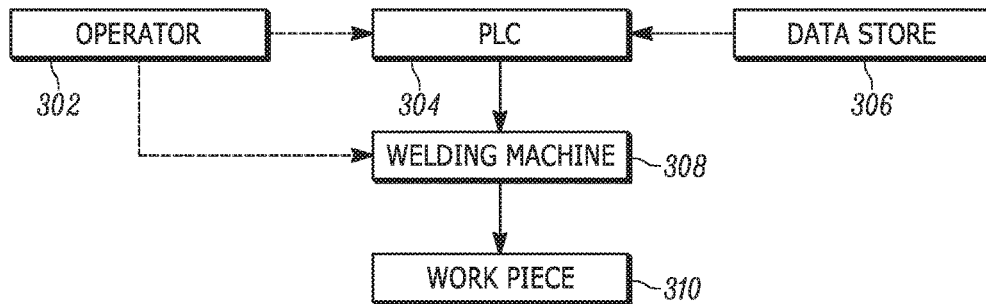 OPERATOR
PLC
DATA STORE
302
304
306
WELDING MACHINE
308
WORK PIECE
310